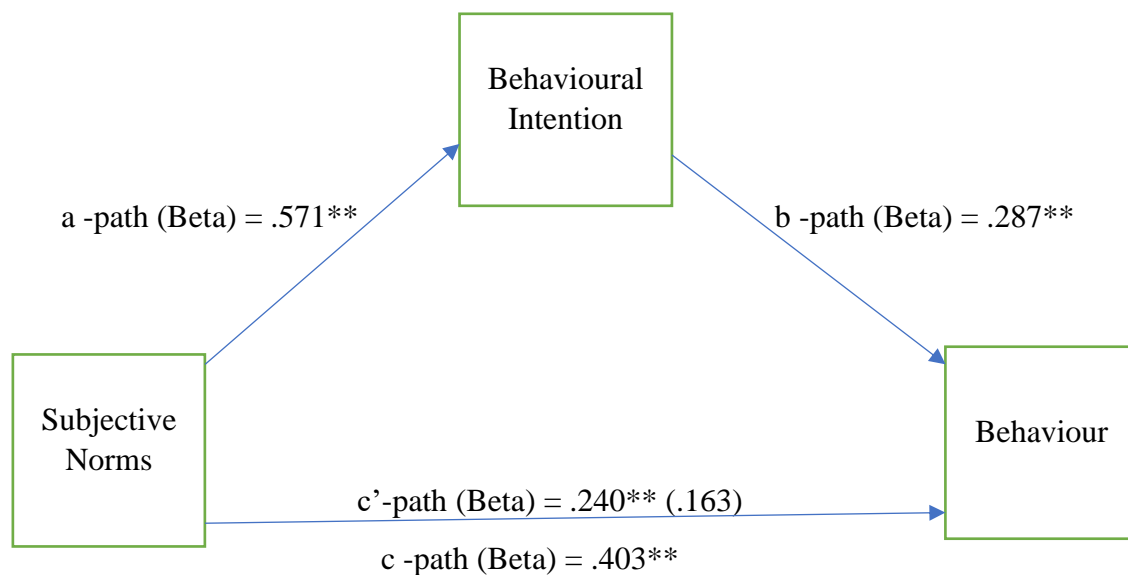 Behavioural
Intention
a -path (Beta) = .571**
b -path (Beta) = .287**
Subjective
Norms
Behaviour
c’-path (Beta) = .240** (.163)
c -path (Beta) = .403**